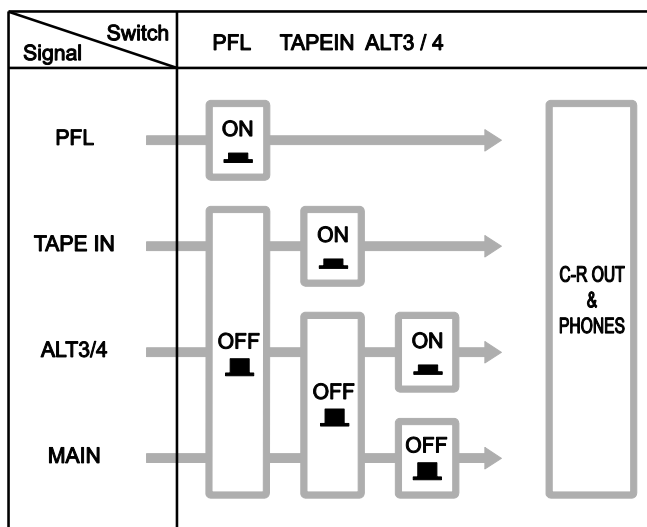 Switch
Signal
PFL TAPEIN ALT3 / 4
PFL
ON
TAPE IN
ON
ALT3/4
OFF
ON
OFF
MAIN
OFF
C-R OUT
&
PHONES